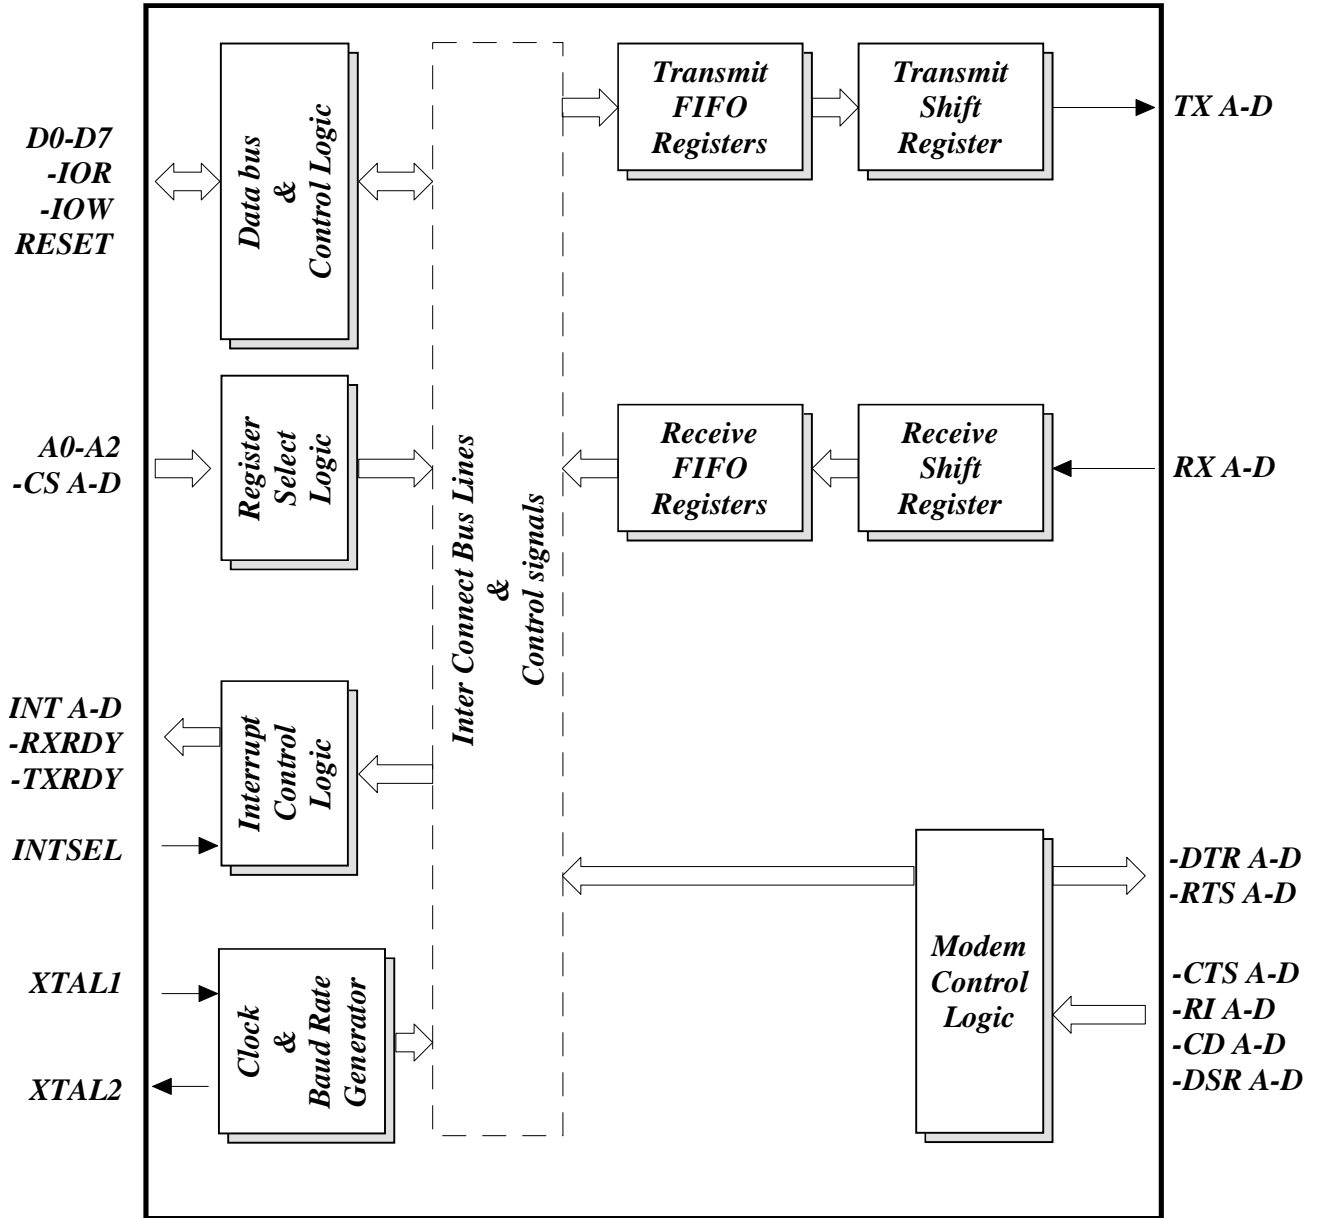 D0-D7
-IOR
-IOW
RESET
Data bus
&
Control Logic
A0-A2
-CS A-D
Register
Select
Logic
INT A-D
-RXRDY
-TXRDY
INTSEL
Interrupt
Control
Logic
XTAL1
XTAL2
Clock
&
Baud Rate
Generator
Inter Connect Bus Lines
&
Control signals
Transmit
FIFO
Registers
Transmit
Shift
Register
TX A-D
Receive
FIFO
Registers
Receive
Shift
Register
RX A-D
Modem
Control
Logic
-DTR A-D
-RTS A-D
-CTS A-D
-RI A-D
-CD A-D
-DSR A-D